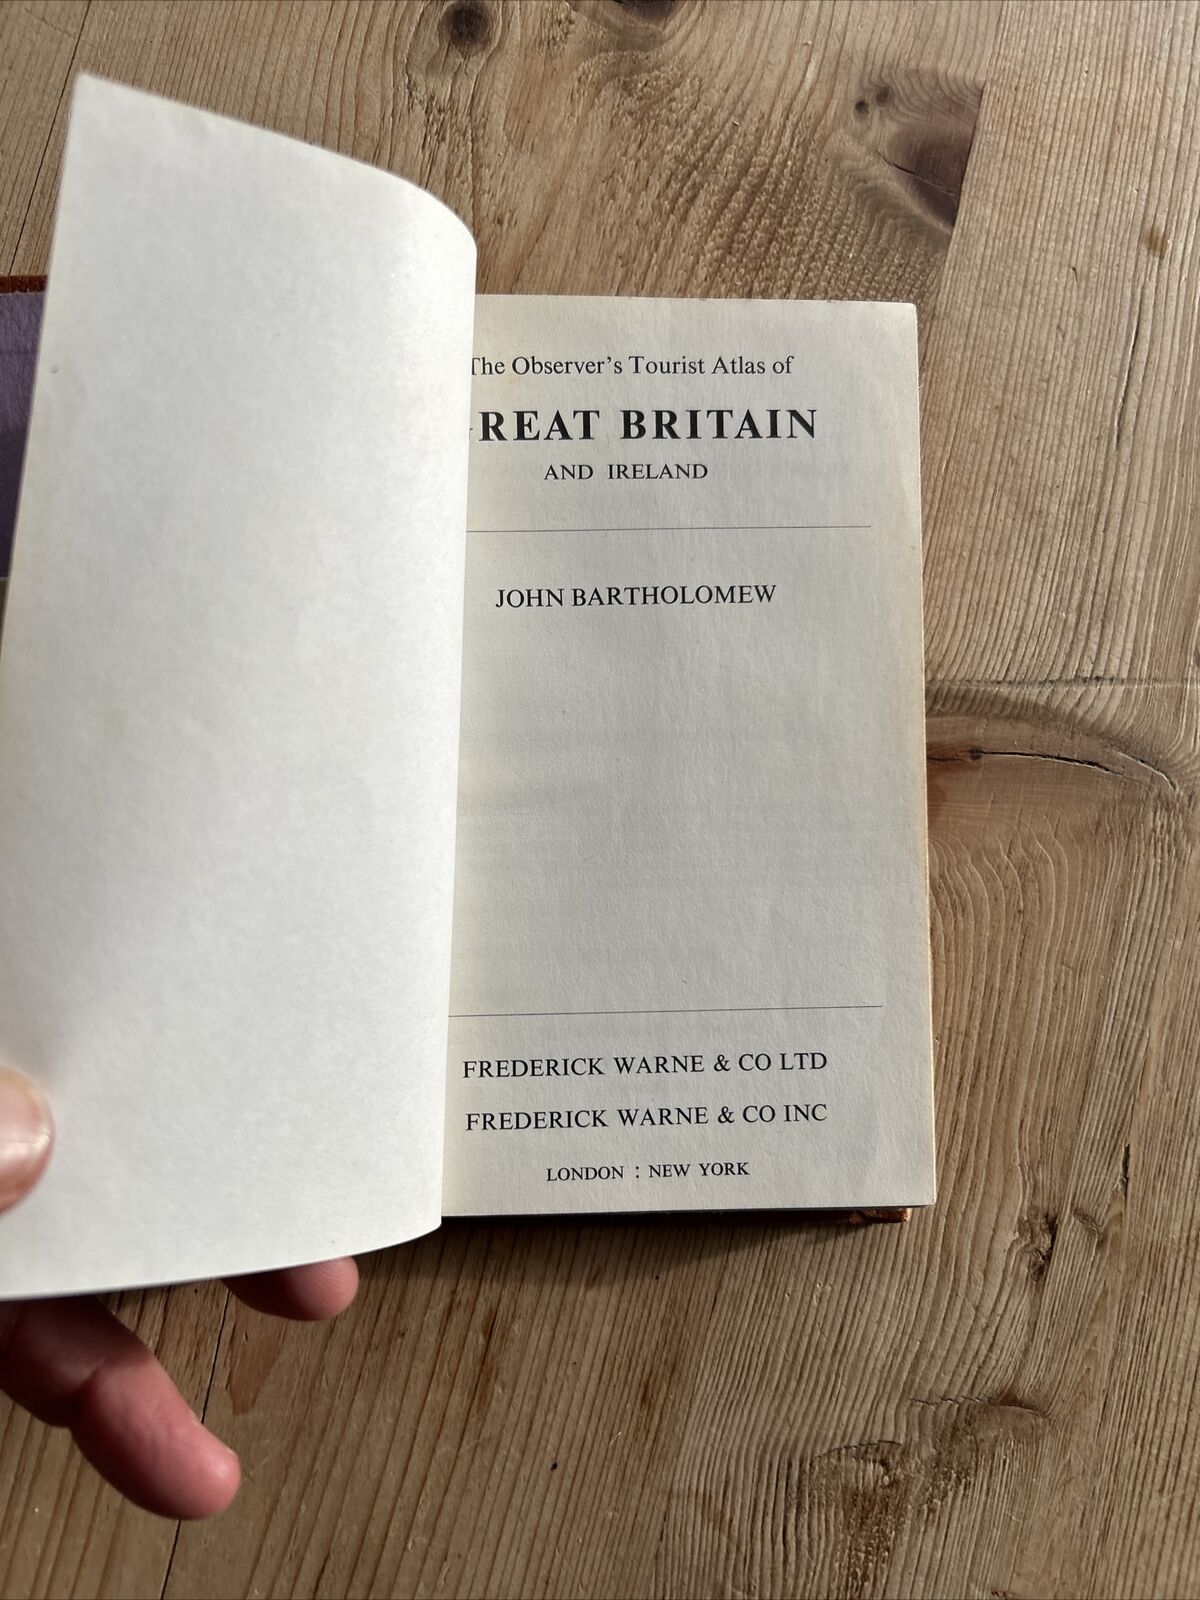 The Observer's Tourist Atlas of
GREAT BRITAIN
AND IRELAND
JOHN BARTHOLOMEW
FREDERICK WARNE & CO LTD
FREDERICK WARNE & CO INC
LONDON : NEW YORK